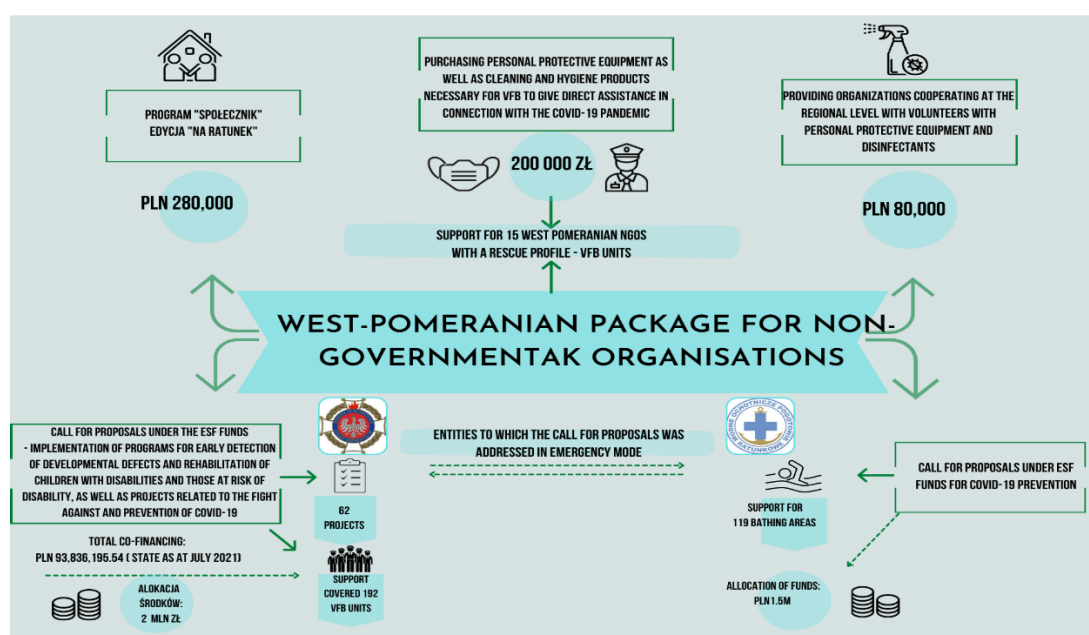 PROGRAM "SPOŁECZNIK"
EDYCJA "NA RATUNEK"
PLN 280,000
PURCHASING PERSONAL PROTECTIVE EQUIPMENT AS
WELL AS CLEANING AND HYGIENE PRODUCTS
NECESSARY FOR VFB TO GIVE DIRECT ASSISTANCE IN
CONNECTION WITH THE COVID-19 PANDEMIC
200 000 ZŁ
PROVIDING ORGANIZATIONS COOPERATING AT THE
REGIONAL LEVEL WITH VOLUNTEERS WITH
PERSONAL PROTECTIVE EQUIPMENT AND
DISINFECTANTS
PLN 80,000
SUPPORT FOR 15 WEST POMERANIAN NGOS
WITH A RESCUE PROFILE - VFB UNITS
WEST-POMERANIAN PACKAGE FOR NON-
GOVERNMENTAK ORGANISATIONS
CALL FOR PROPOSALS UNDER THE ESF FUNDS
- IMPLEMENTATION OF PROGRAMS FOR EARLY DETECTION
OF DEVELOPMENTAL DEFECTS AND REHABILITATION OF
CHILDREN WITH DISABILITIES AND THOSE AT RISK OF
DISABILITY, AS WELL AS PROJECTS RELATED TO THE FIGHT
AGAINST AND PREVENTION OF COVID-19
TOTAL CO-FINANCING:
PLN 93,836,195.54 ( STATE AS AT JULY 2021)
ALOKACJA
ŚRODKÓW:
2 MLN ZŁ
62
PROJECTS
SUPPORT
COVERED 192
VFB UNITS
ENTITIES TO WHICH THE CALL FOR PROPOSALS WAS
ADDRESSED IN EMERGENCY MODE
WODNE OCHOTNICZE POGOTOWIE
RATUNKOWE
SUPPORT FOR
119 BATHING AREAS
CALL FOR PROPOSALS UNDER ESF
FUNDS FOR COVID-19 PREVENTION
ALLOCATION OF FUNDS:
PLN 1.5M